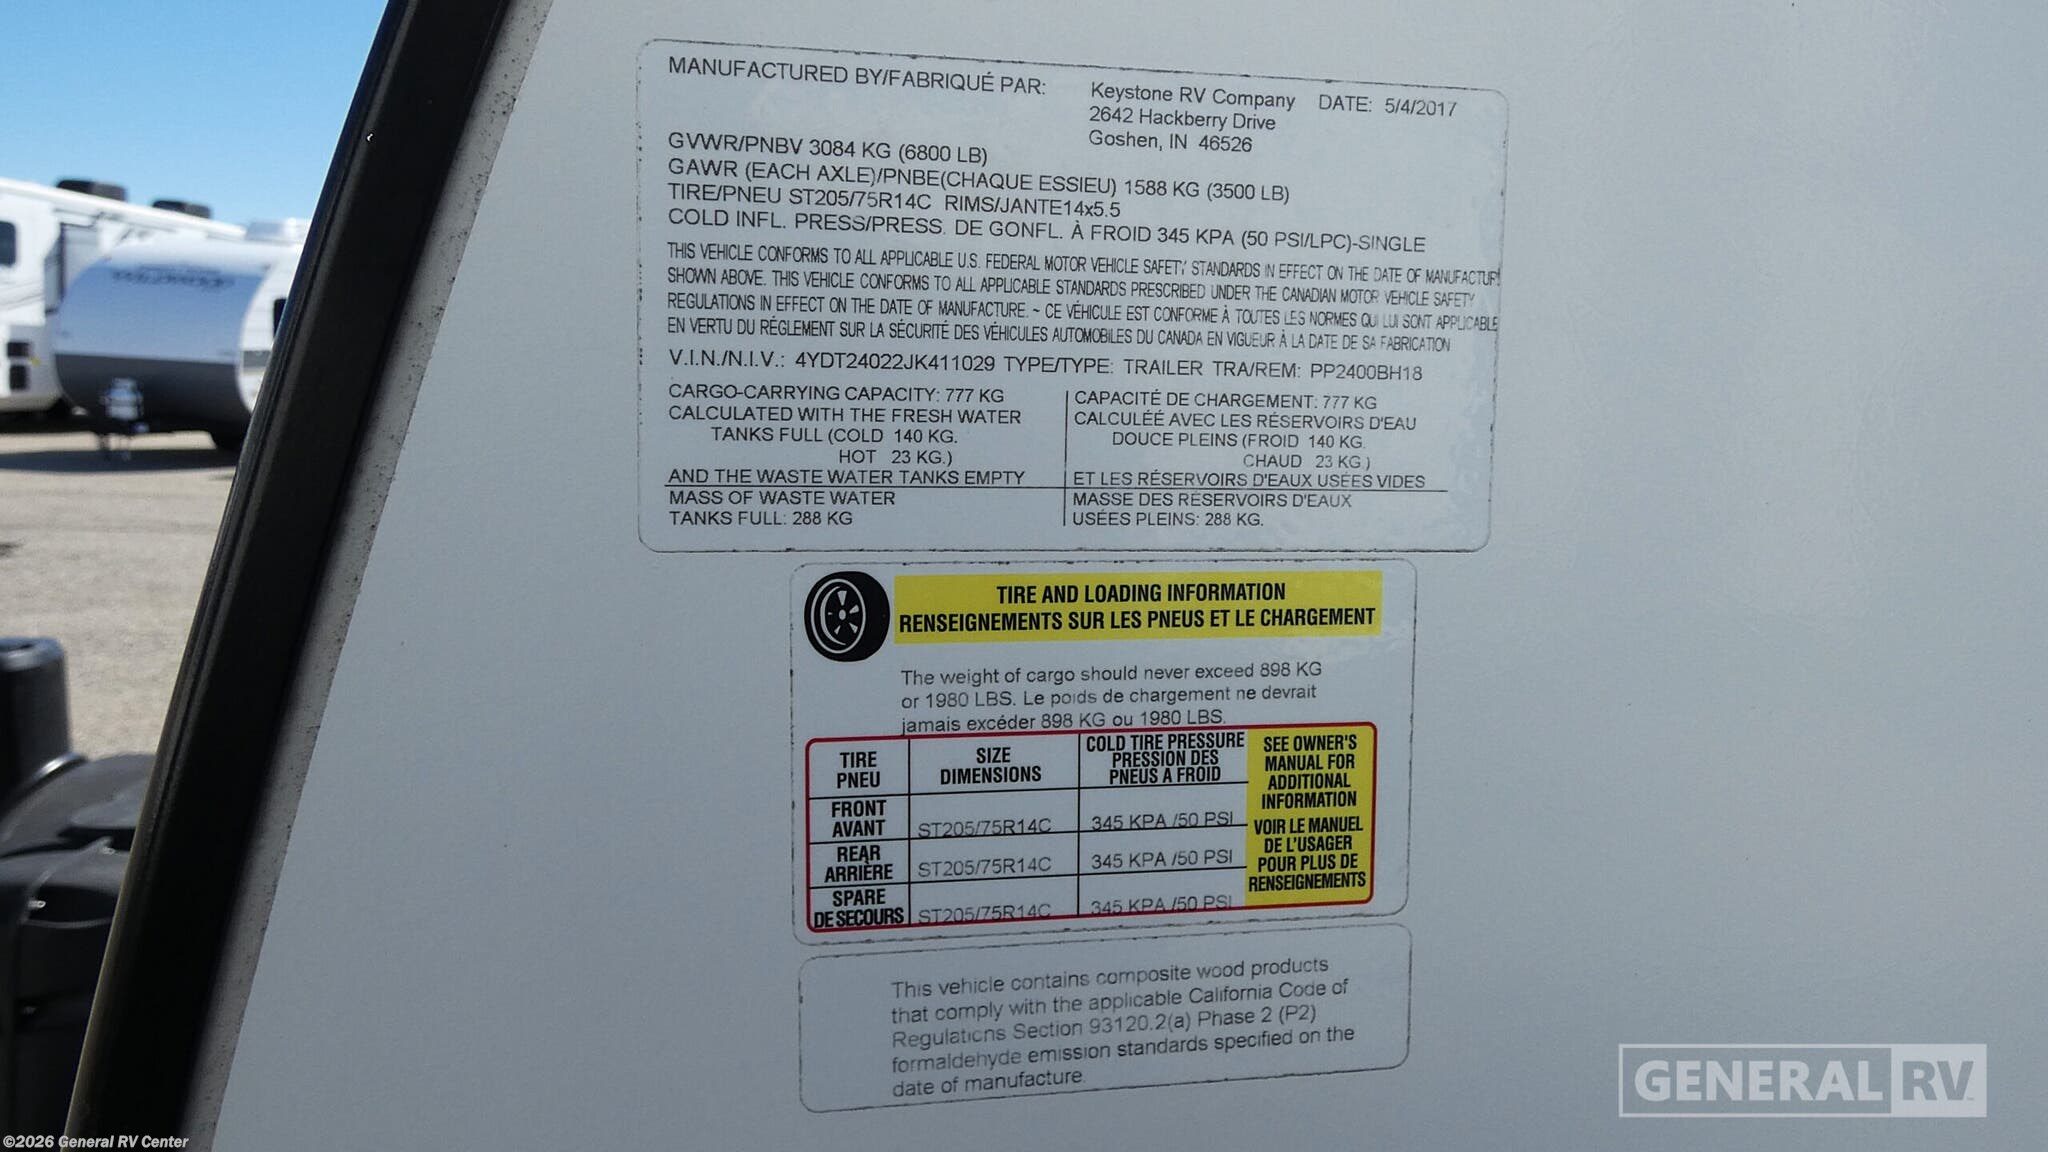 MANUFACTURED BY/FABRIQUÉ PAR: Keystone RV Company DATE: 5/4/2017
2642 Hackberry Drive
Goshen, IN 46526
GVWR/PNBV 3084 KG (6800 LB)
GAWR (EACH AXLE)/PNBE(CHAQUE ESSIEU) 1588 KG (3500 LB)
TIRE/PNEU ST205/75R14C RIMS/JANTE14x5.5
COLD INFL. PRESS/PRESS. DE GONFL. À FROID 345 KPA (50 PSI/LPC)-SINGLE
THIS VEHICLE CONFORMS TO ALL APPLICABLE U.S. FEDERAL MOTOR VEHICLE SAFETY STANDARDS IN EFFECT ON THE DATE OF MANUFACTUR
SHOWN ABOVE. THIS VEHICLE CONFORMS TO ALL APPLICABLE STANDARDS PRESCRIBED UNDER THE CANADIAN MOTOR VEHICLE SAFETY
REGULATIONS IN EFFECT ON THE DATE OF MANUFACTURE. ~ CE VÉHICULE EST CONFORME À TOUTES LES NORMES QUI LUI SONT APPLICABLE
EN VERTU DU RÉGLEMENT SUR LA SÉCURITÉ DES VÉHICULES AUTOMOBILES DU CANADA EN VIGUEUR À LA DATE DE SA FABRICATION
V.I.N./N.I.V.: 4YDT24022JK411029 TYPE/TYPE: TRAILER TRA/REM: PP2400BH18
CARGO-CARRYING CAPACITY: 777 KG
CALCULATED WITH THE FRESH WATER
TANKS FULL (COLD 140 KG.
HOT 23 KG.)
AND THE WASTE WATER TANKS EMPTY
MASS OF WASTE WATER
TANKS FULL: 288 KG
CAPACITÉ DE CHARGEMENT: 777 KG
CALCULÉÉ AVEC LES RÉSERVOIRS D'EAU
DOUCE PLEINS (FROID 140 KG.
CHAUD 23 KG.)
ET LES RÉSERVOIRS D'EAUX USÉES VIDES
MASSE DES RÉSERVOIRS D'EAUX
USÉES PLEINS: 288 KG.
TIRE AND LOADING INFORMATION
RENSEIGNEMENTS SUR LES PNEUS ET LE CHARGEMENT
The weight of cargo should never exceed 898 KG
or 1980 LBS. Le poids de chargement ne devrait
jamais excéder 898 KG ou 1980 LBS.
TIRE
PNEU
SIZE
DIMENSIONS
COLD TIRE PRESSURE
PRESSION DES
PNEUS A FROID
FRONT
AVANT ST205/75R14C 345 KPA /50 PSI
REAR
ARRIÈRE ST205/75R14C 345 KPA /50 PSI
SPARE
DE SECOURS ST205/75R14C 345 KPA /50 PSI
SEE OWNER'S
MANUAL FOR
ADDITIONAL
INFORMATION
VOIR LE MANUEL
DE L'USAGER
POUR PLUS DE
RENSEIGNEMENTS
This vehicle contains composite wood products
that comply with the applicable California Code of
Regulations Section 93120.2(a) Phase 2 (P2)
formaldehyde emission standards specified on the
date of manufacture.
GENERAL RV
©2026 General RV Center